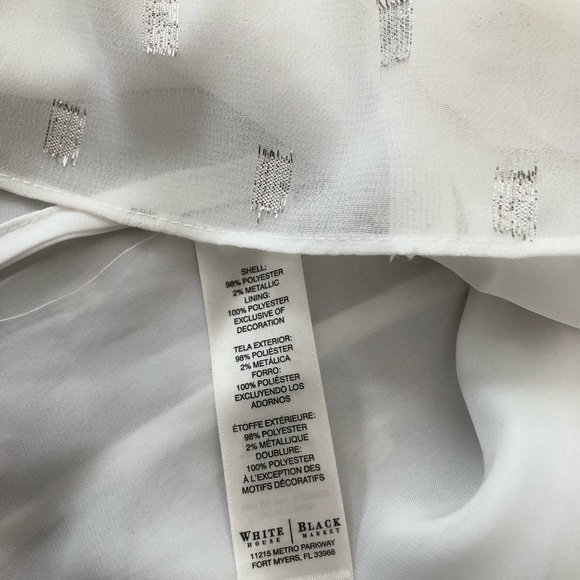 SHELL:
98% POLYESTER
2% METALLIC
LINING:
100% POLYESTER
EXCLUSIVE OF
DECORATION
TELA EXTERIOR:
98% POLIÉSTER
2% METÁLICA
FORRO:
100% POLIÉSTER
EXCLUYENDO LOS
ADORNOS
ÉTOFFE EXTÉRIEURE:
98% POLYESTER
2% MÉTALLIQUE
DOUBLURE:
100% POLYESTER
À L'EXCEPTION DES
MOTIFS DÉCORATIFS
WHITE | BLACK
HOUSE | MARKET
11215 METRO PARKWAY
FORT MYERS, FL 33966